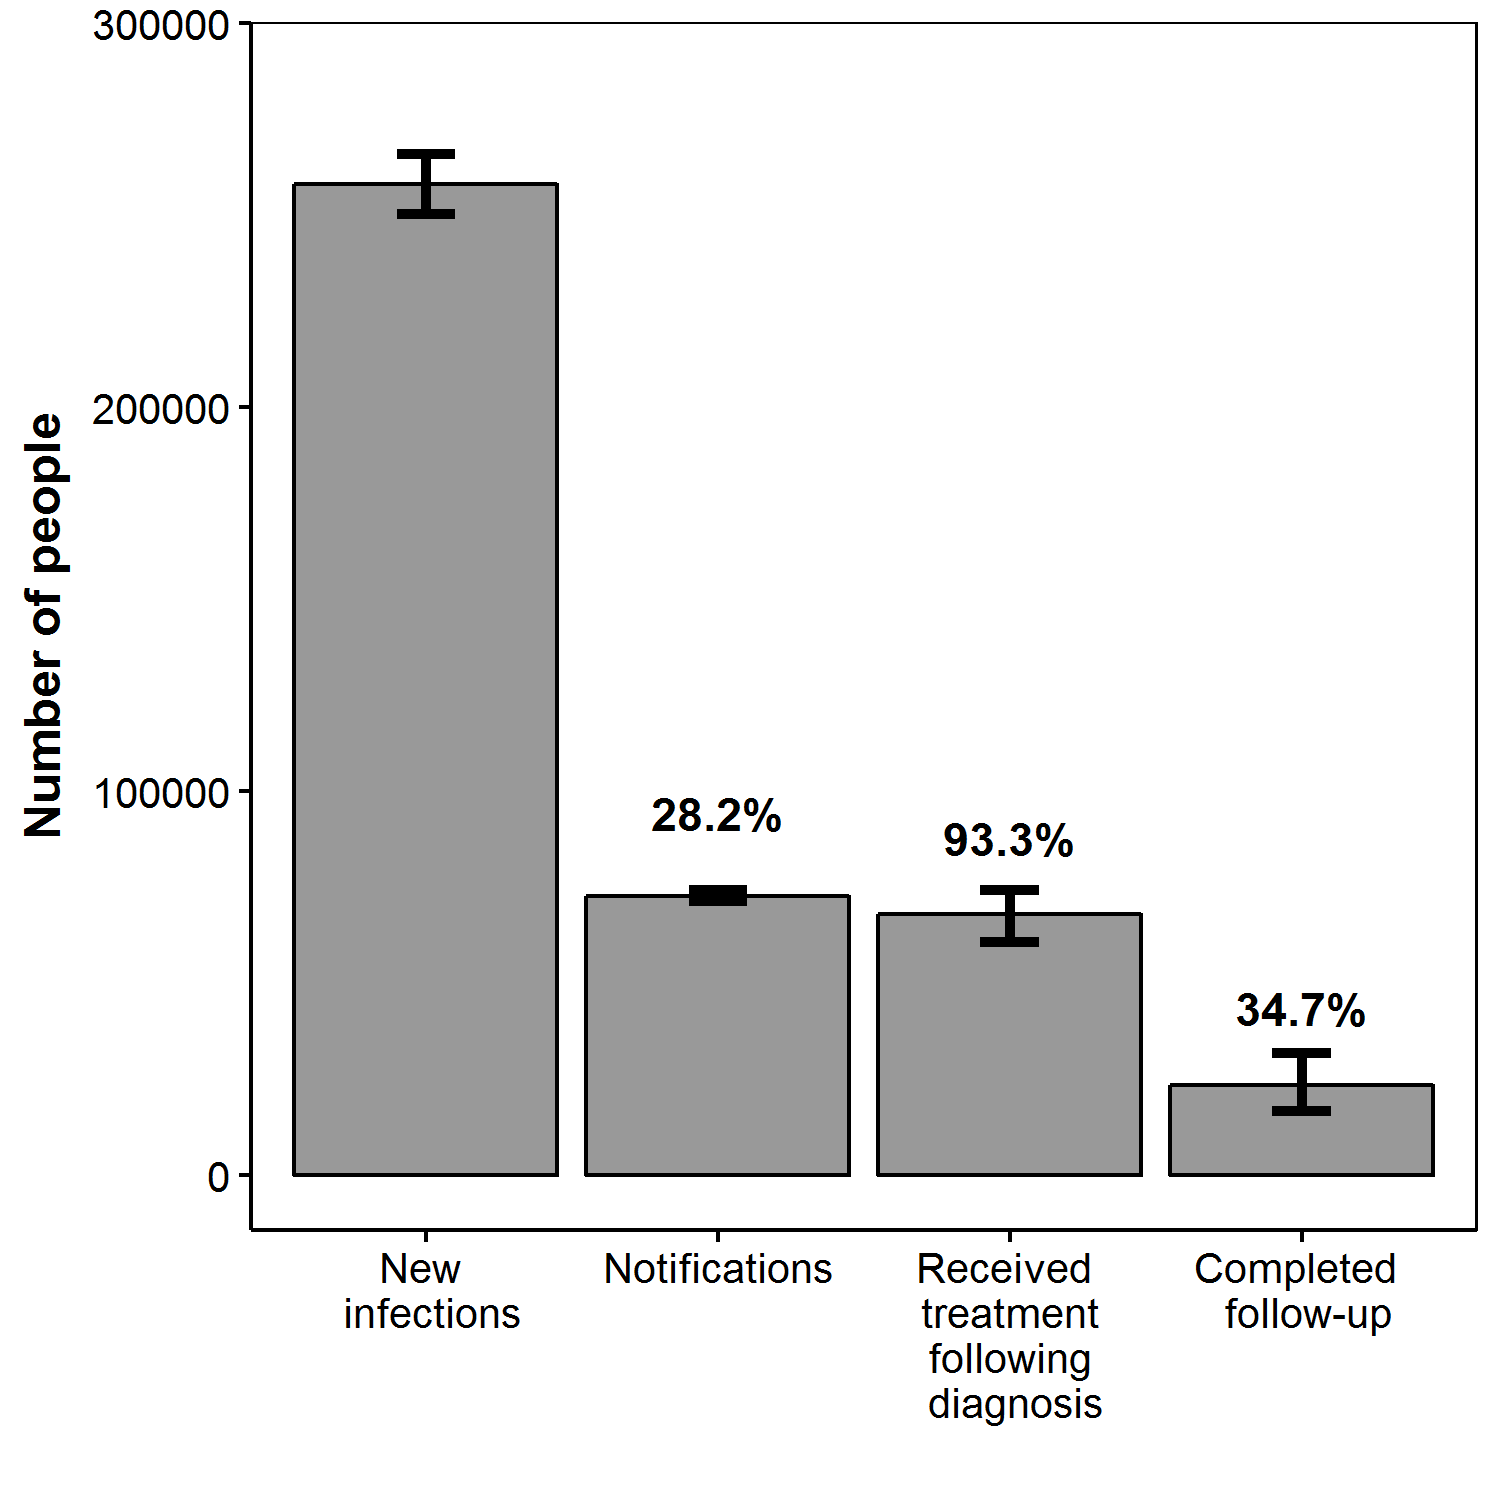 300000
200000
100000
0
Number of people
28.2%
93.3%
34.7%
New
infections
Notifications
Received
treatment
following
diagnosis
Completed
follow-up